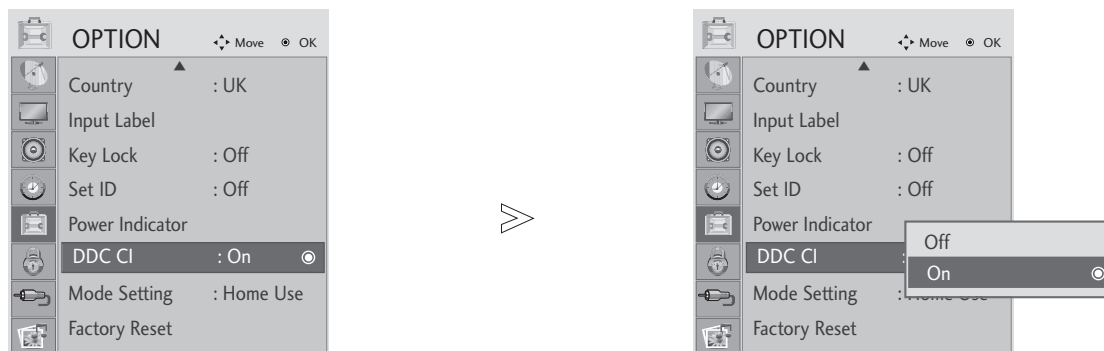 OPTION Move OK
Country : UK
Input Label
Key Lock : Off
Set ID : Off
Power Indicator
DDC CI : On
Mode Setting : Home Use
Factory Reset
OPTION Move OK
Country : UK
Input Label
Key Lock : Off
Set ID : Off
Power Indicator
Off
DDC CI :
On
Mode Setting : Home Use
Factory Reset